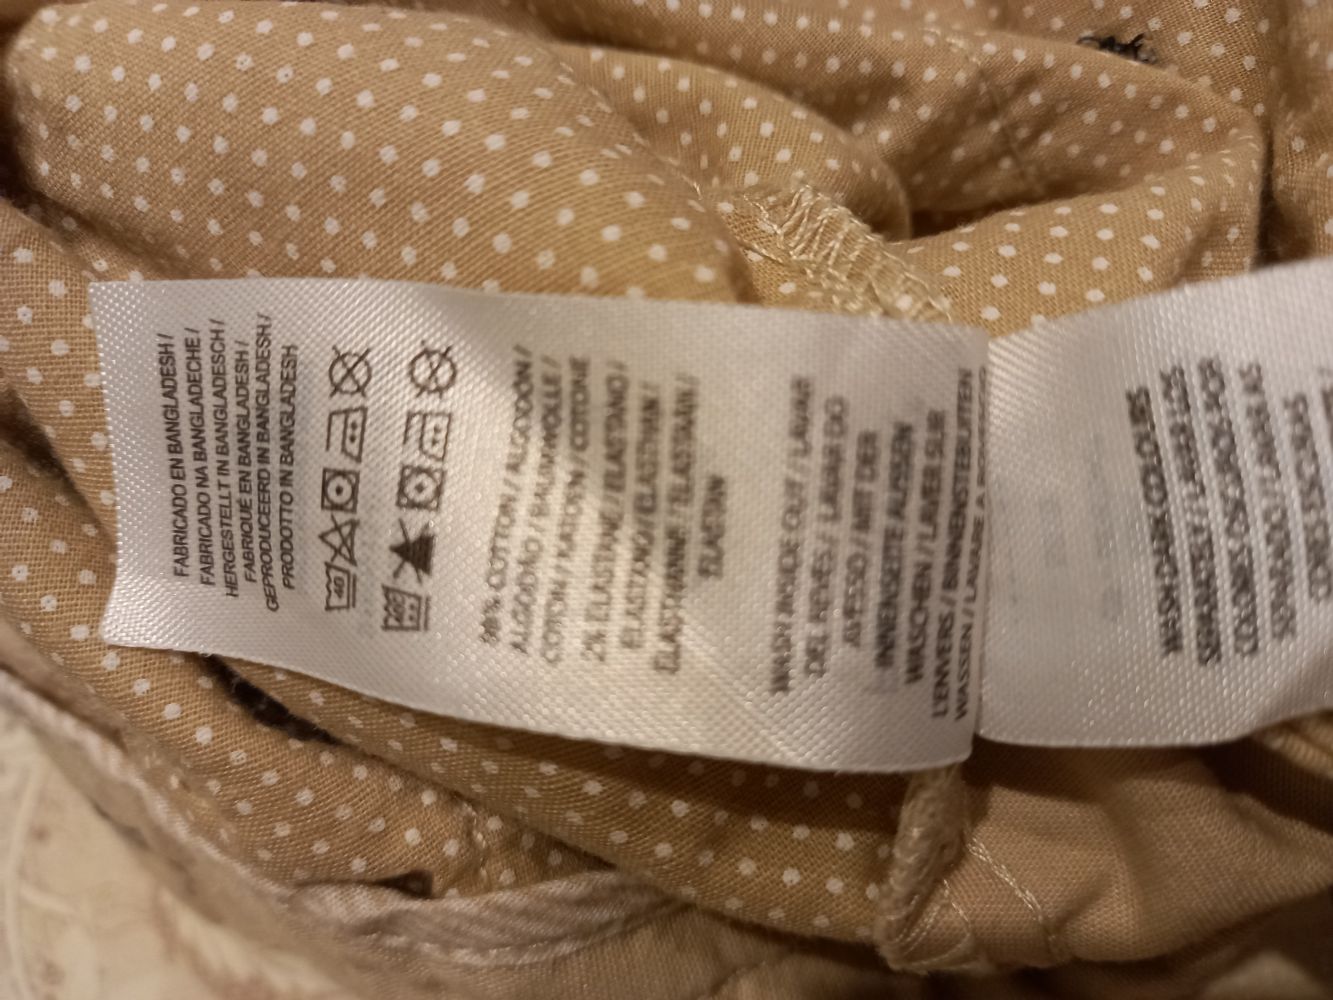 FABRICADO EN BANGLADESH /
FABRICADO NA BANGLADECHE /
HERGESTELLT IN BANGLADESCH /
FABRIQUÉ EN BANGLADESH /
GEPRODUCEERD IN BANGLADESH /
PRODOTTO IN BANGLADESH
40
98% COTTON / ALGODÓN /
ALGODÃO / BAUMWOLLE /
COTON / KATOEN / COTONE
2% ELASTANE / ELASTANO /
ELASTANO / ELASTHAN /
ÉLASTHANNE / ELASTAAN /
ELASTAN
WASH INSIDE OUT / LAVAR
DEL REVÉS / LAVAR DO
AVESSO / MIT DER
INNENSEITE AUSSEN
WASCHEN / LAVER SUR
L'ENVERS / BINNENSTEBUITEN
WASSEN / LAVARE A
WASH DARK COLOURS
SEPARATELY / LAVAR LOS
COLORES OSCUROS POR
SEPARADO / LAVAR AS
CORES ESCURAS